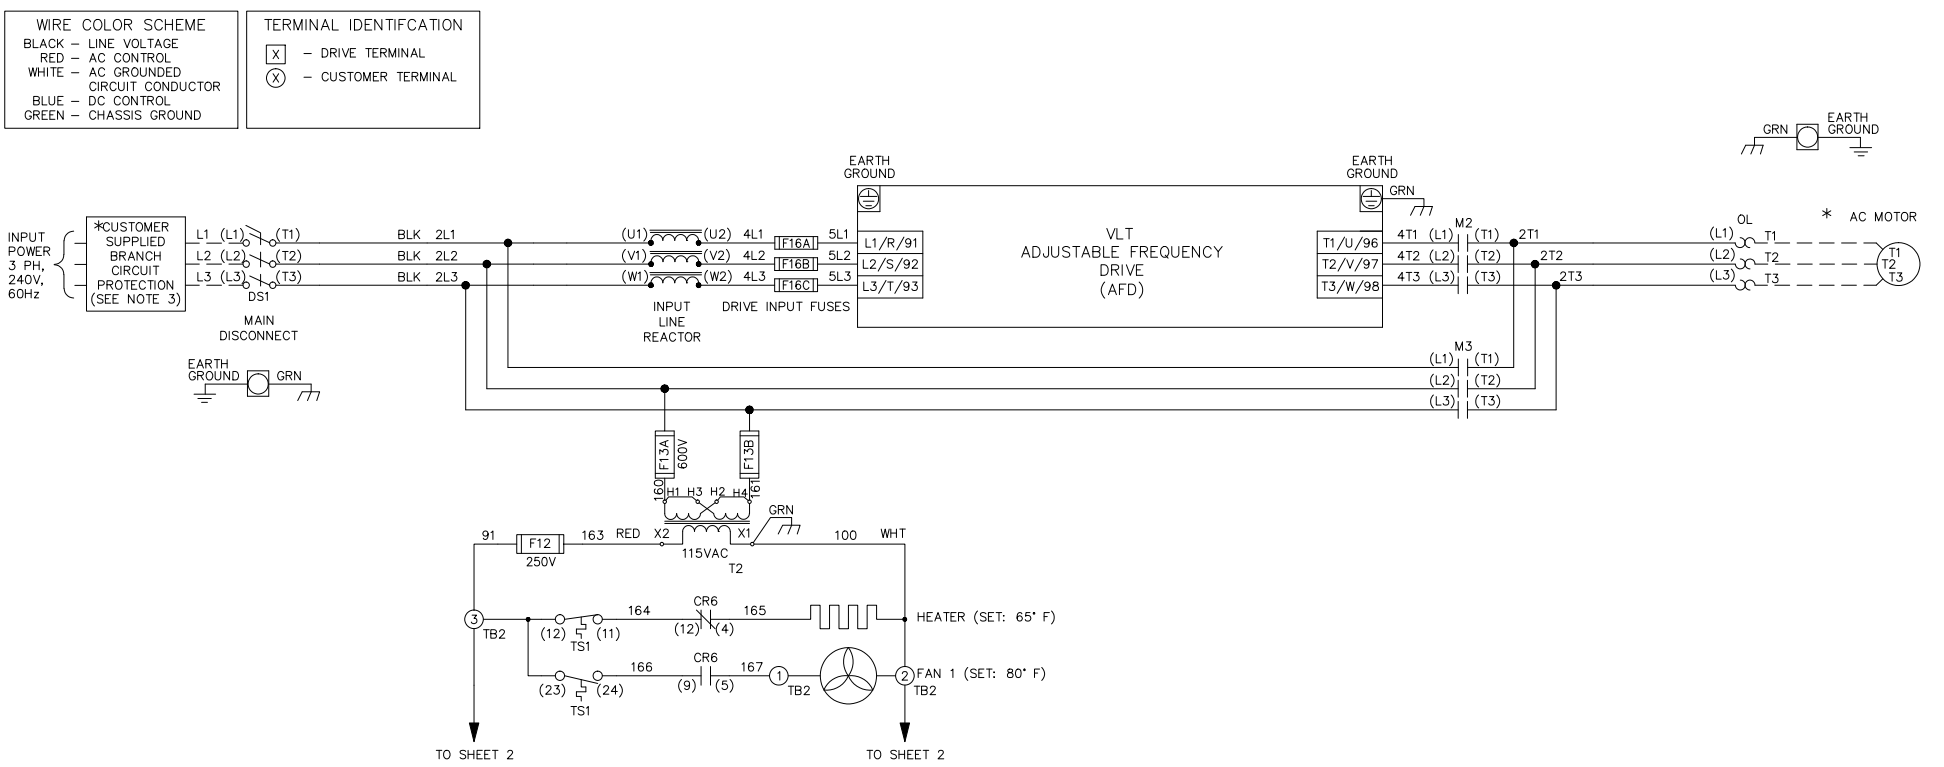 WIRE COLOR SCHEME
BLACK – LINE VOLTAGE
RED – AC CONTROL
WHITE – AC GROUNDED
CIRCUIT CONDUCTOR
BLUE – DC CONTROL
GREEN – CHASSIS GROUND
TERMINAL IDENTIFCATION
X – DRIVE TERMINAL
X – CUSTOMER TERMINAL
GRN
EARTH
GROUND
EARTH
GROUND
EARTH
GROUND
GRN
INPUT
POWER
3 PH,
240V,
60Hz
*CUSTOMER
SUPPLIED
BRANCH
CIRCUIT
PROTECTION
(SEE NOTE 3)
L1 (L1) (T1) BLK 2L1 (U1) (U2) 4L1 F16A 5L1 L1/R/91
L2 (L2) (T2) BLK 2L2 (V1) (V2) 4L2 F16B 5L2 L2/S/92
L3 (L3) (T3) BLK 2L3 (W1) (W2) 4L3 F16C 5L3 L3/T/93
DS1
MAIN
DISCONNECT
INPUT
LINE
REACTOR
DRIVE INPUT FUSES
VLT
ADJUSTABLE FREQUENCY
DRIVE
(AFD)
M2
OL
* AC MOTOR
T1/U/96 4T1 (L1) (T1) 2T1 (L1) T1 T1
T2/V/97 4T2 (L2) (T2) 2T2 (L2) T2 T2
T3/W/98 4T3 (L3) (T3) 2T3 (L3) T3 T3
EARTH
GROUND GRN
M3
(L1) (T1)
(L2) (T2)
(L3) (T3)
F13A
600V
F13B
160
161
H1 H3 H2 H4
GRN
91 F12 163 RED X2 X1 100 WHT
250V
115VAC
T2
3
TB2
(12) (11)
TS1
164
CR6
(12) (4)
165
HEATER (SET: 65° F)
(23) (24)
TS1
166
CR6
(9) (5)
167
1
TB2
2
TB2
FAN 1 (SET: 80° F)
TO SHEET 2
TO SHEET 2